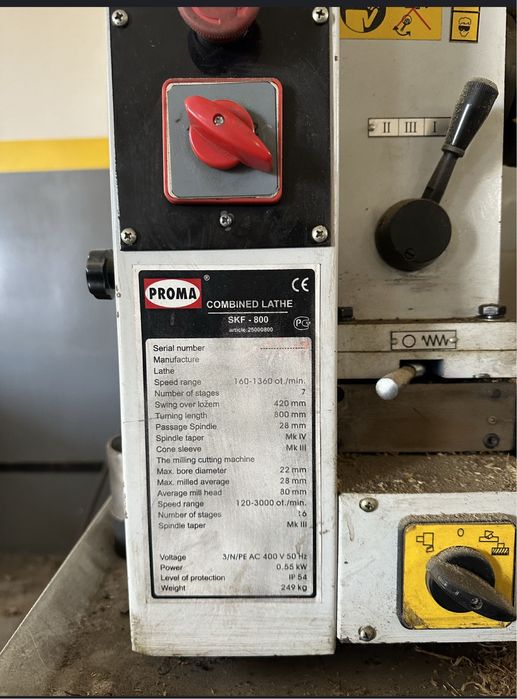 II III I
PROMA ®
CE
COMBINED LATHE
SKF - 800
article:25000800
PG
Serial number
Manufacture
Lathe
Speed range 160-1360 ot./min.
Number of stages 7
Swing over ložem 420 mm
Turning length 800 mm
Passage Spindle 28 mm
Spindle taper Mk IV
Cone sleeve Mk III
The milling cutting machine
Max. bore diameter 22 mm
Max. milled average 28 mm
Average mill head 80 mm
Speed range 120-3000 ot./min.
Number of stages 16
Spindle taper Mk III
Voltage 3/N/PE AC 400 V 50 Hz
Power 0,55 kW
Level of protection IP 54
Weight 249 kg
0